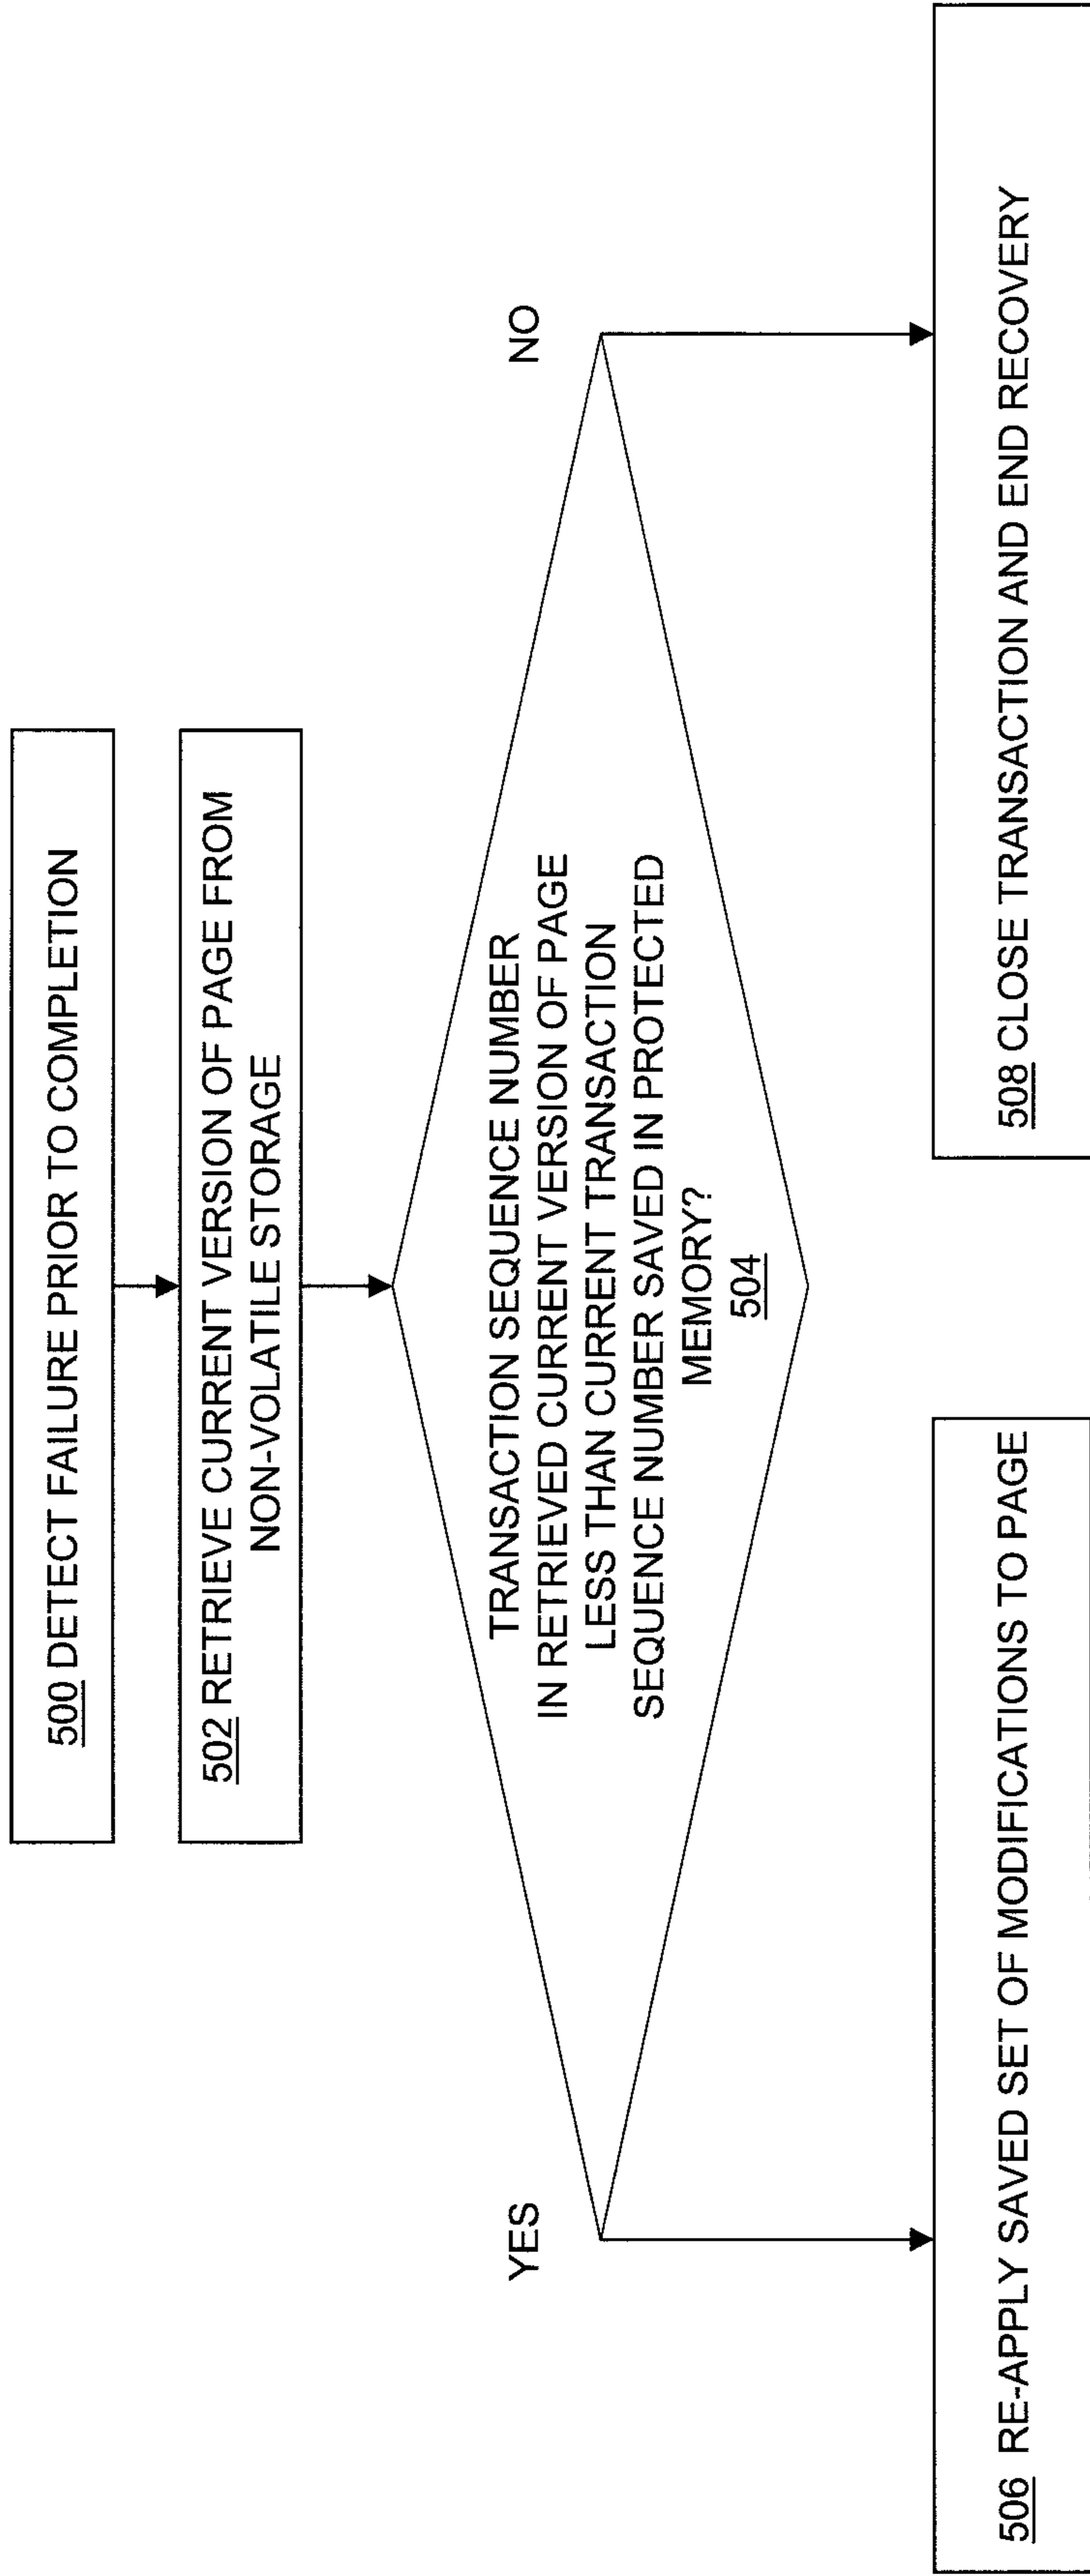 500 DETECT FAILURE PRIOR TO COMPLETION
502 RETRIEVE CURRENT VERSION OF PAGE FROM
NON-VOLATILE STORAGE
TRANSACTION SEQUENCE NUMBER
IN RETRIEVED CURRENT VERSION OF PAGE
LESS THAN CURRENT TRANSACTION
SEQUENCE NUMBER SAVED IN PROTECTED
MEMORY?
504
YES
NO
506 RE-APPLY SAVED SET OF MODIFICATIONS TO PAGE
508 CLOSE TRANSACTION AND END RECOVERY